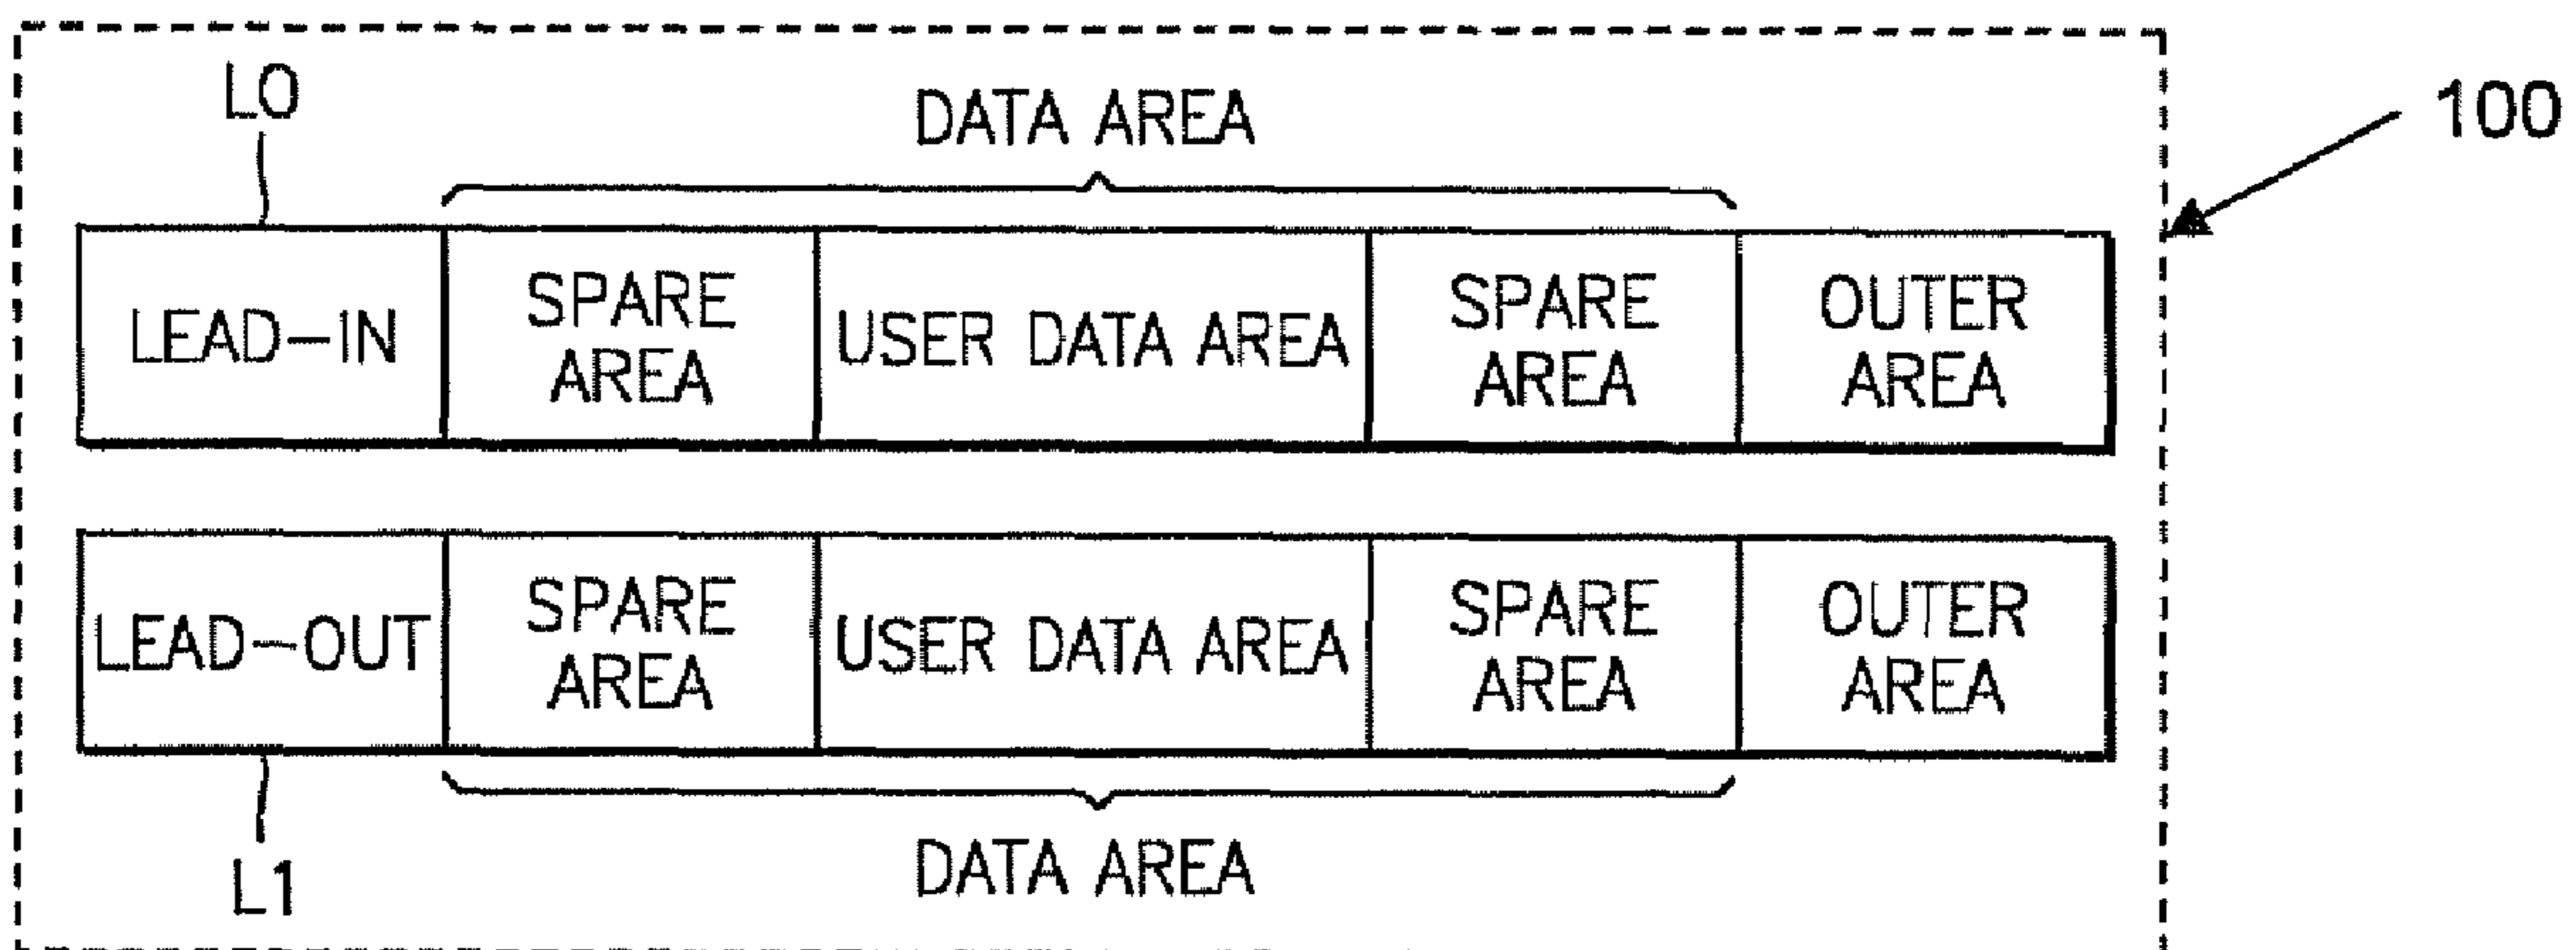 L0
DATA AREA
100
LEAD-IN
SPARE
AREA
USER DATA AREA
SPARE
AREA
OUTER
AREA
LEAD-OUT
SPARE
AREA
USER DATA AREA
SPARE
AREA
OUTER
AREA
L1
DATA AREA